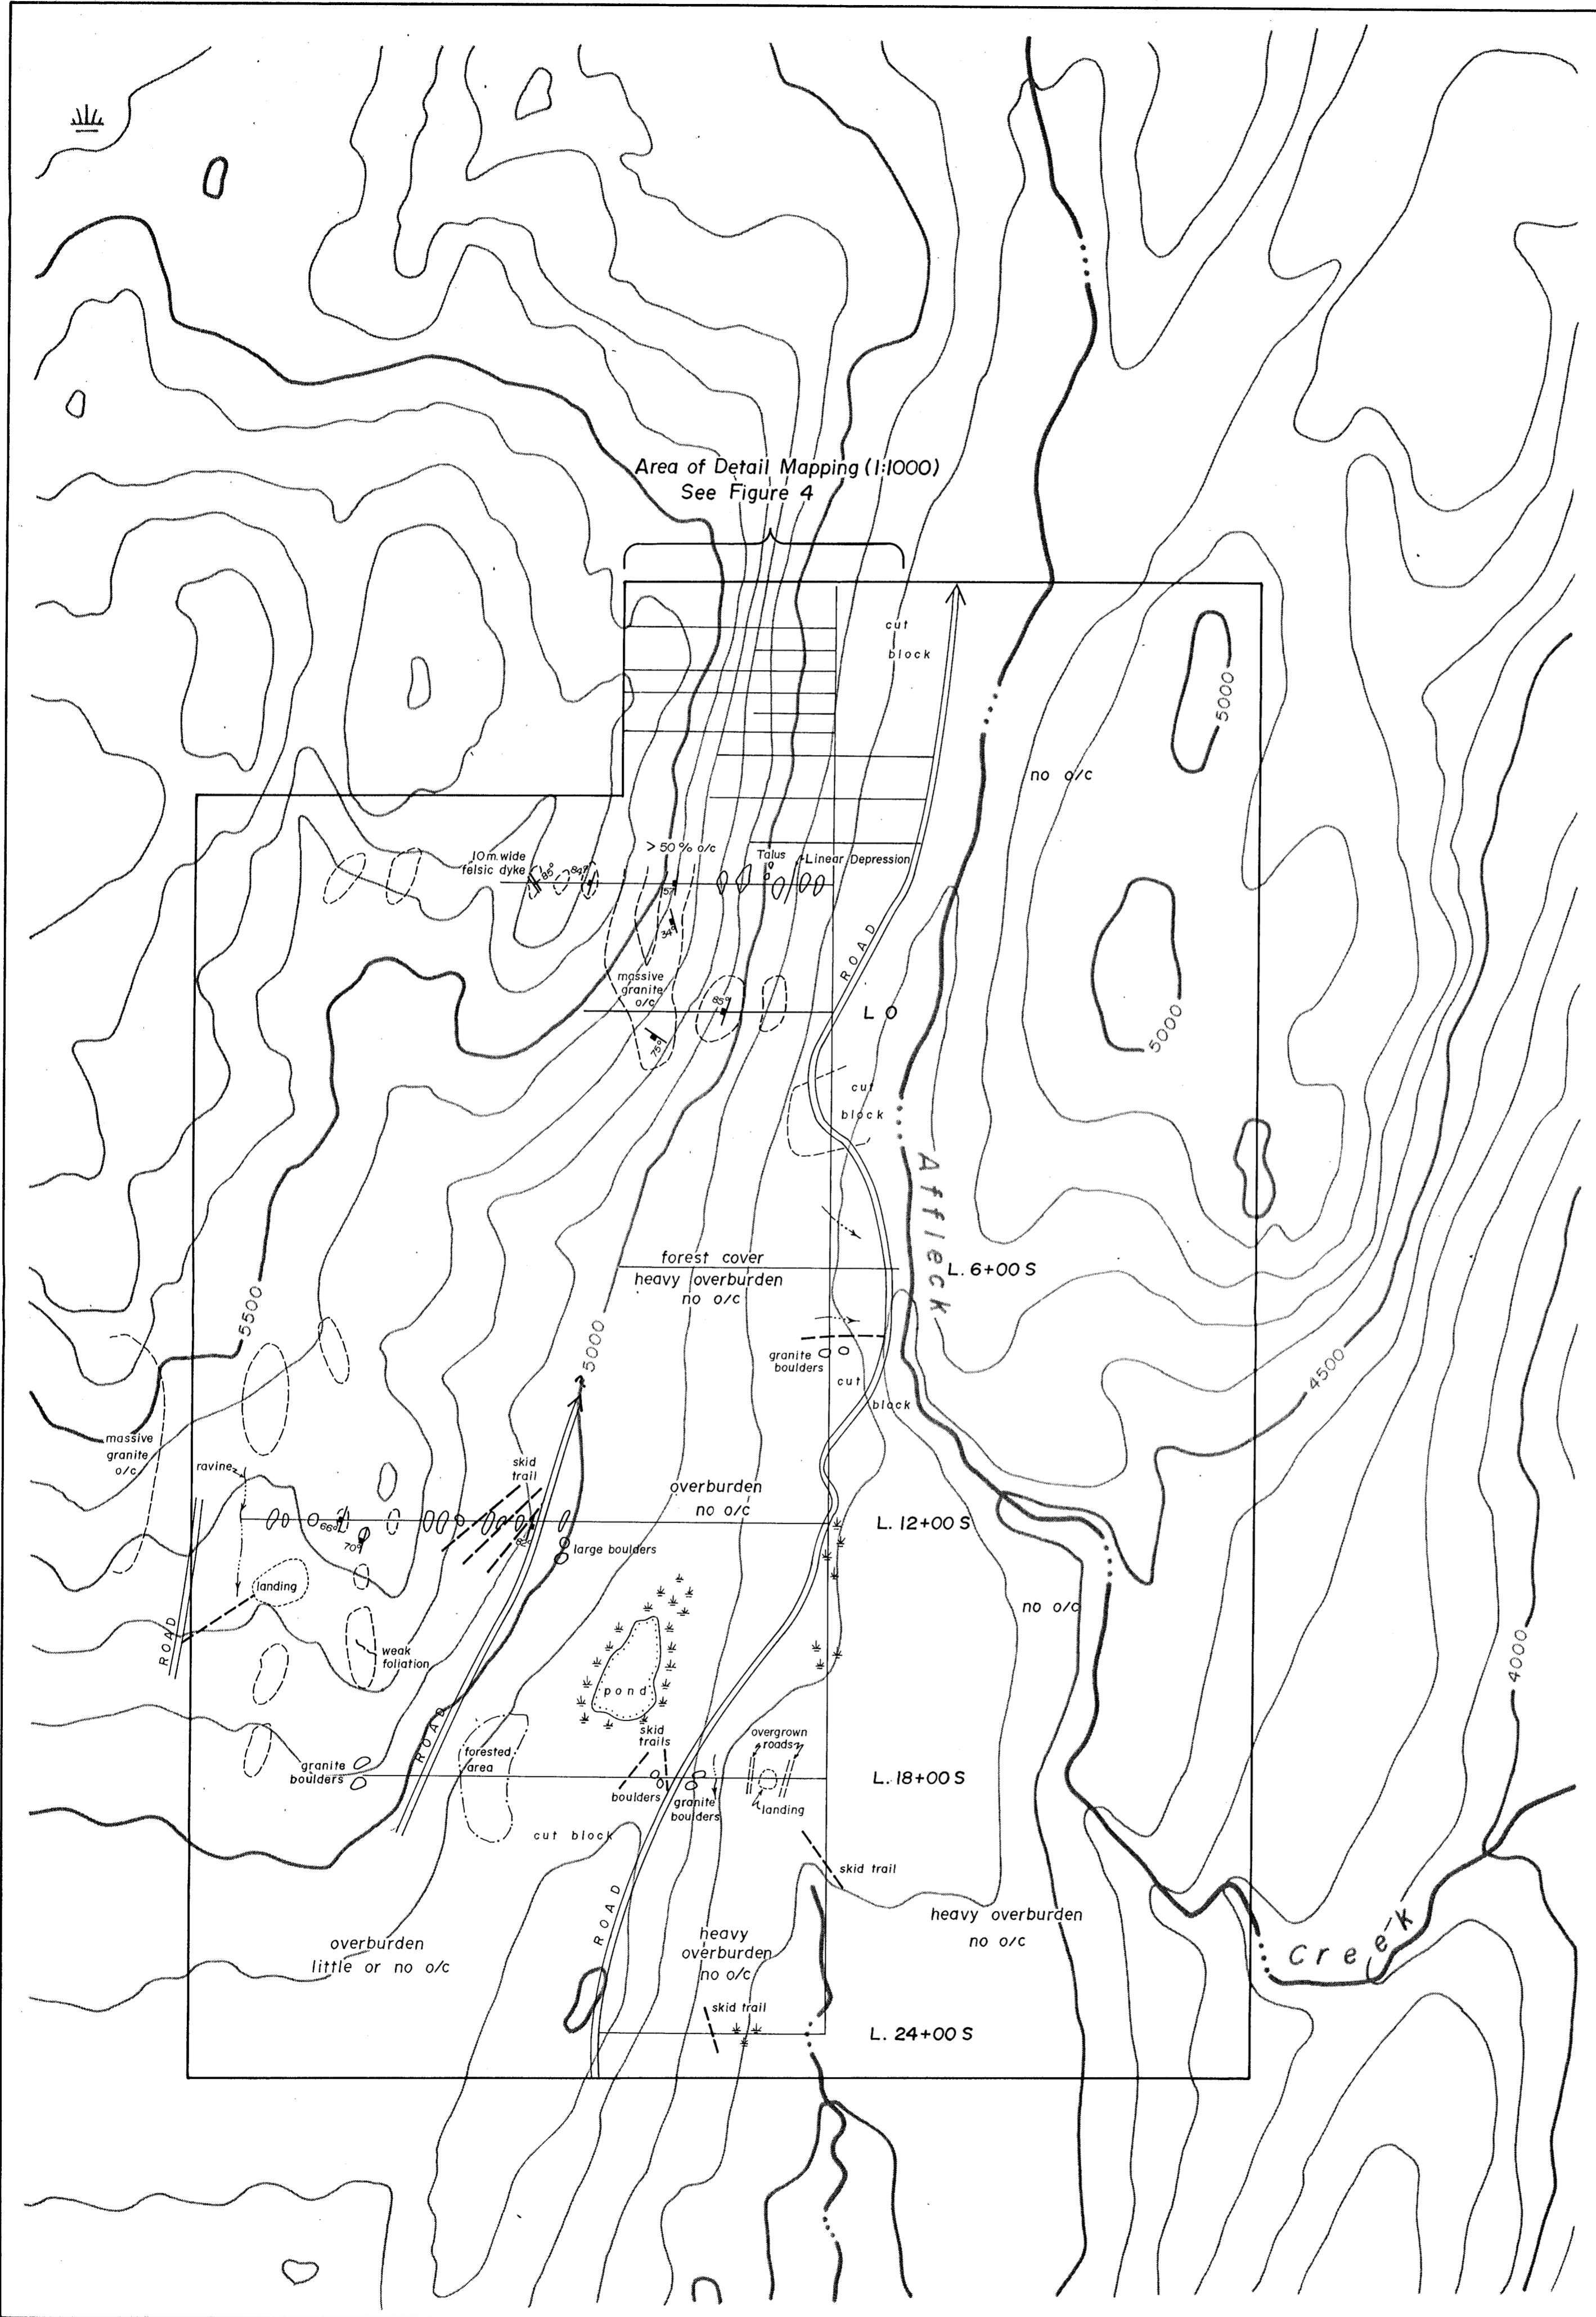 Area of Detail Mapping (1:1000)
See Figure 4
cut
block
5000
no o/c
10m. wide
felsic dyke
85°
84°
> 50% o/c
57
34°
Talus
Linear Depression
ROAD
massive
granite
o/c
85°
75°
L O
5000
cut
block
Affleck
forest cover
heavy overburden
no o/c
L. 6+00 S
5500
5000
granite
boulders
cut
block
4500
massive
granite
o/c
ravine
skid
trail
overburden
no o/c
L. 12+00 S
66°
70°
large boulders
landing
no o/c
ROAD
weak
foliation
4000
pond
ROAD
skid
trails
overgrown
roads
forested
area
granite
boulders
L. 18+00 S
boulders
granite
boulders
landing
cut block
skid trail
ROAD
heavy overburden
no o/c
overburden
little or no o/c
heavy
overburden
no o/c
Creek
skid trail
L. 24+00 S